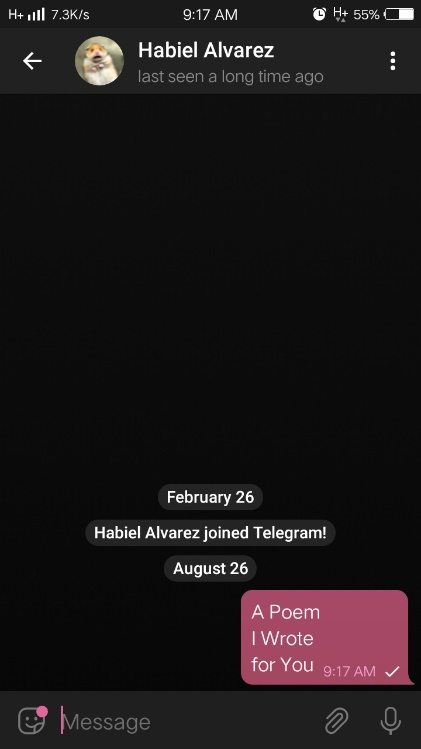 H+ 7.3K/s 9:17 AM H+ 55%
Habiel Alvarez
last seen a long time ago
February 26
Habiel Alvarez joined Telegram!
August 26
A Poem
I Wrote
for You 9:17 AM
Message